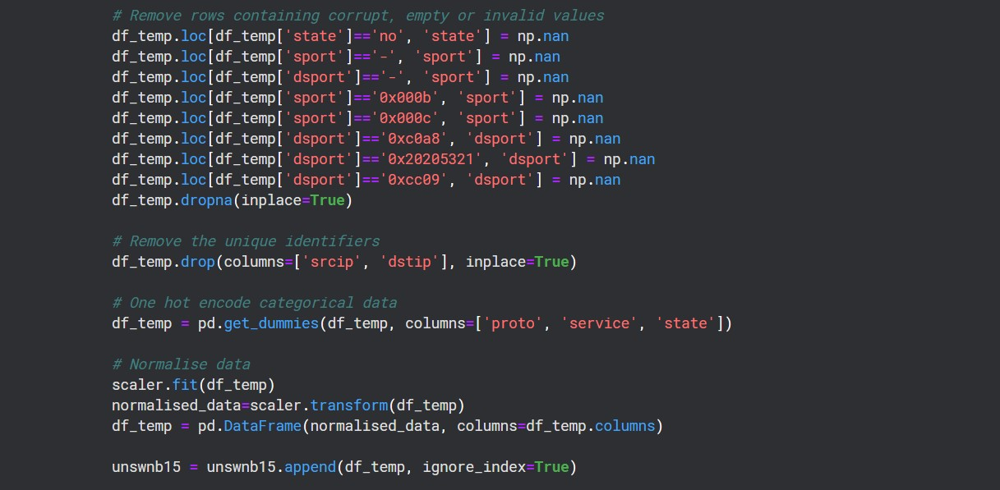 # Remove rows containing corrupt, empty or invalid values
df_temp.loc[df_temp['state']=='no', 'state'] = np.nan
df_temp.loc[df_temp['sport']=='-', 'sport'] = np.nan
df_temp.loc[df_temp['dsport']=='-', 'sport'] = np.nan
df_temp.loc[df_temp['sport']=='0x000b', 'sport'] = np.nan
df_temp.loc[df_temp['sport']=='0x000c', 'sport'] = np.nan
df_temp.loc[df_temp['dsport']=='0xc0a8', 'dsport'] = np.nan
df_temp.loc[df_temp['dsport']=='0x20205321', 'dsport'] = np.nan
df_temp.loc[df_temp['dsport']=='0xcc09', 'dsport'] = np.nan
df_temp.dropna(inplace=True)
# Remove the unique identifiers
df_temp.drop(columns=['srcip', 'dstip'], inplace=True)
# One hot encode categorical data
df_temp = pd.get_dummies(df_temp, columns=['proto', 'service', 'state'])
# Normalise data
scaler.fit(df_temp)
normalised_data=scaler.transform(df_temp)
df_temp = pd.DataFrame(normalised_data, columns=df_temp.columns)
unswnb15 = unswnb15.append(df_temp, ignore_index=True)